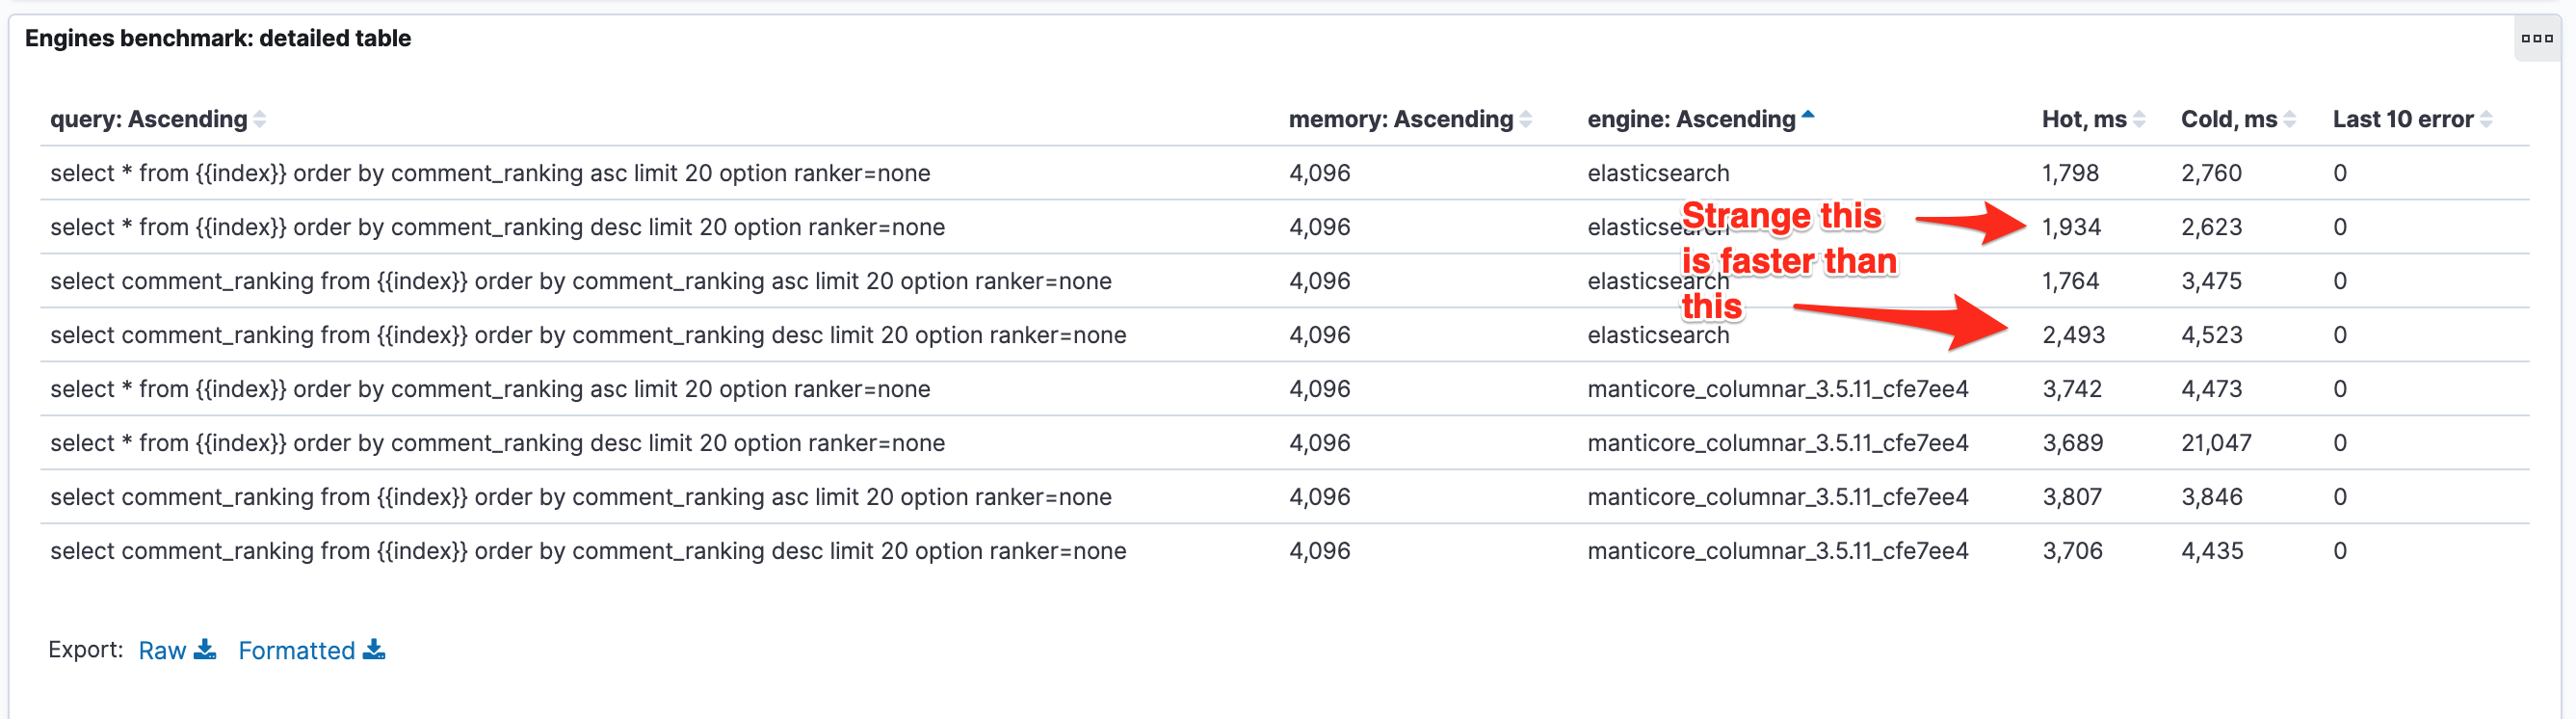 Engines benchmark: detailed table
query: Ascending memory: Ascending engine: Ascending Hot, ms Cold, ms Last 10 error
select * from {{index}} order by comment_ranking asc limit 20 option ranker=none 4,096 elasticsearch 1,798 2,760 0
select * from {{index}} order by comment_ranking desc limit 20 option ranker=none 4,096 elasticsearch 1,934 2,623 0
select comment_ranking from {{index}} order by comment_ranking asc limit 20 option ranker=none 4,096 elasticsearch 1,764 3,475 0
select comment_ranking from {{index}} order by comment_ranking desc limit 20 option ranker=none 4,096 elasticsearch 2,493 4,523 0
Strange this
is faster than
this
select * from {{index}} order by comment_ranking asc limit 20 option ranker=none 4,096 manticore_columnar_3.5.11_cfe7ee4 3,742 4,473 0
select * from {{index}} order by comment_ranking desc limit 20 option ranker=none 4,096 manticore_columnar_3.5.11_cfe7ee4 3,689 21,047 0
select comment_ranking from {{index}} order by comment_ranking asc limit 20 option ranker=none 4,096 manticore_columnar_3.5.11_cfe7ee4 3,807 3,846 0
select comment_ranking from {{index}} order by comment_ranking desc limit 20 option ranker=none 4,096 manticore_columnar_3.5.11_cfe7ee4 3,706 4,435 0
Export: Raw Formatted